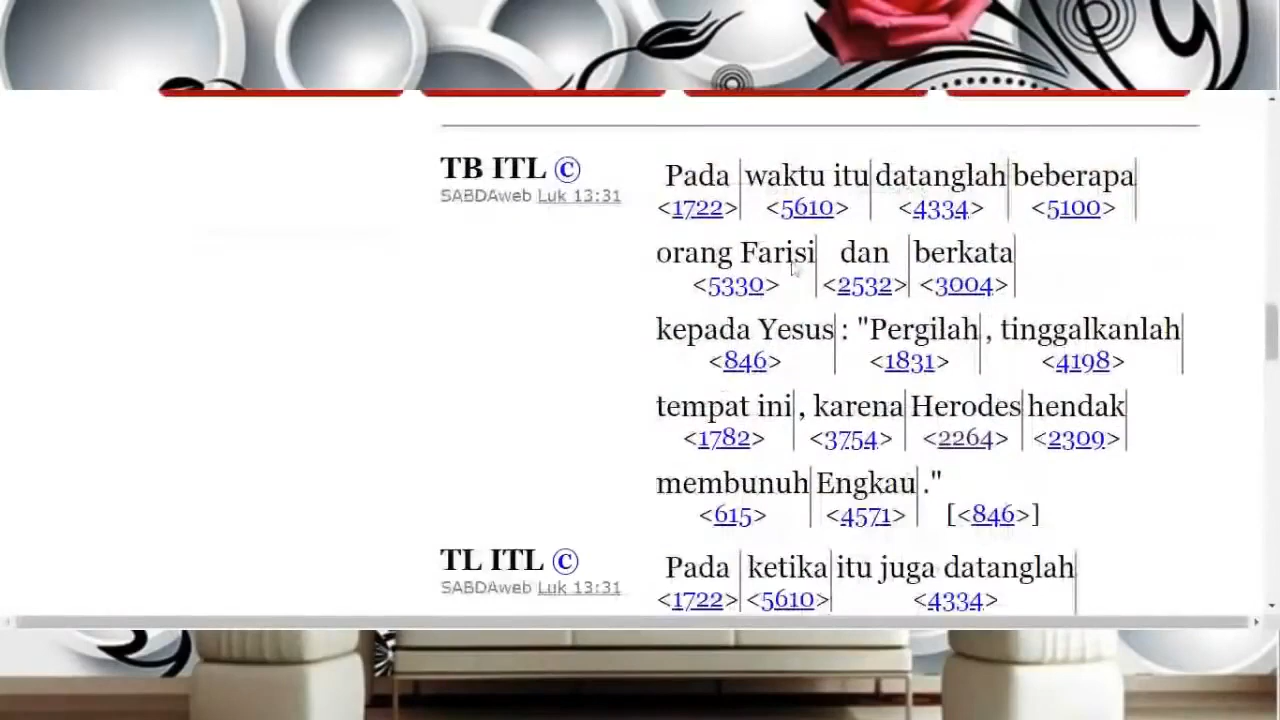 TB ITL ©
SABDAweb Luk 13:31
Pada waktu itu datanglah beberapa
<1722> <5610> <4334> <5100>
orang Farisi dan berkata
<5330> <2532> <3004>
kepada Yesus : "Pergilah , tinggalkanlah
<846> <1831> <4198>
tempat ini , karena Herodes hendak
<1782> <3754> <2264> <2309>
membunuh Engkau ."
<615> <4571> [<846>]
TL ITL ©
SABDAweb Luk 13:31
Pada ketika itu juga datanglah
<1722> <5610> <4334>